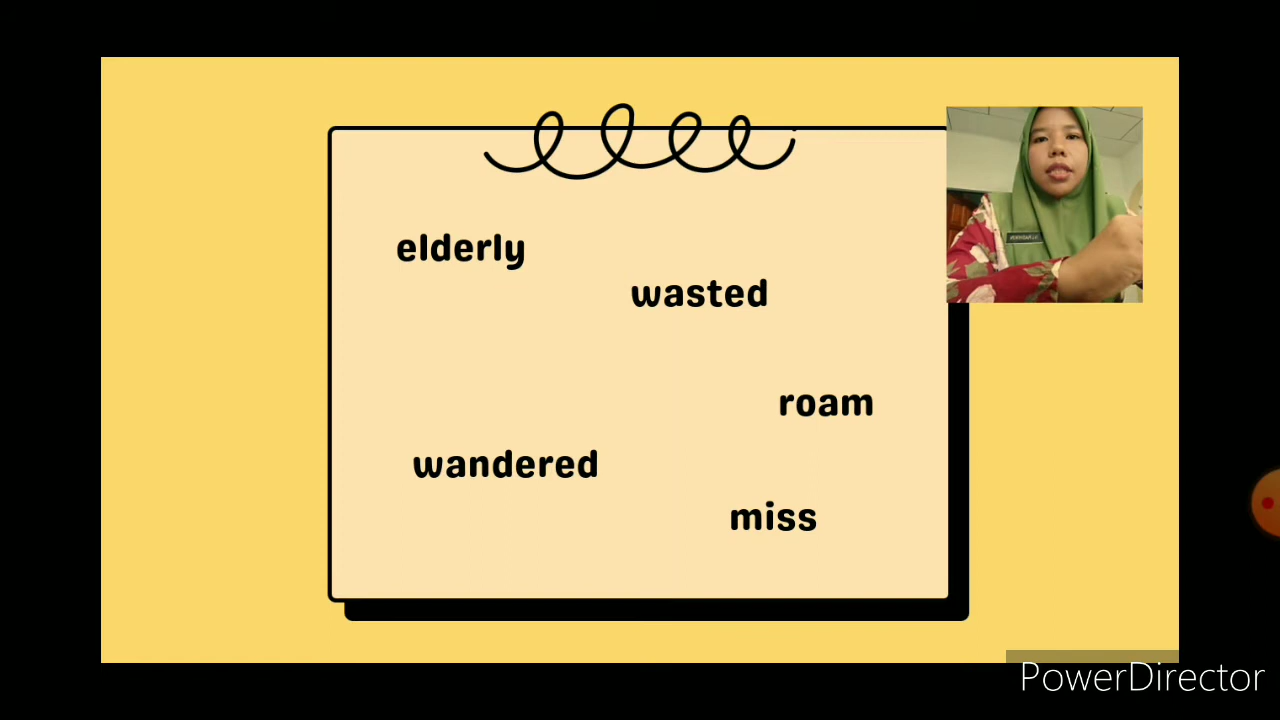 elderly
wasted
roam
wandered
miss
PowerDirector